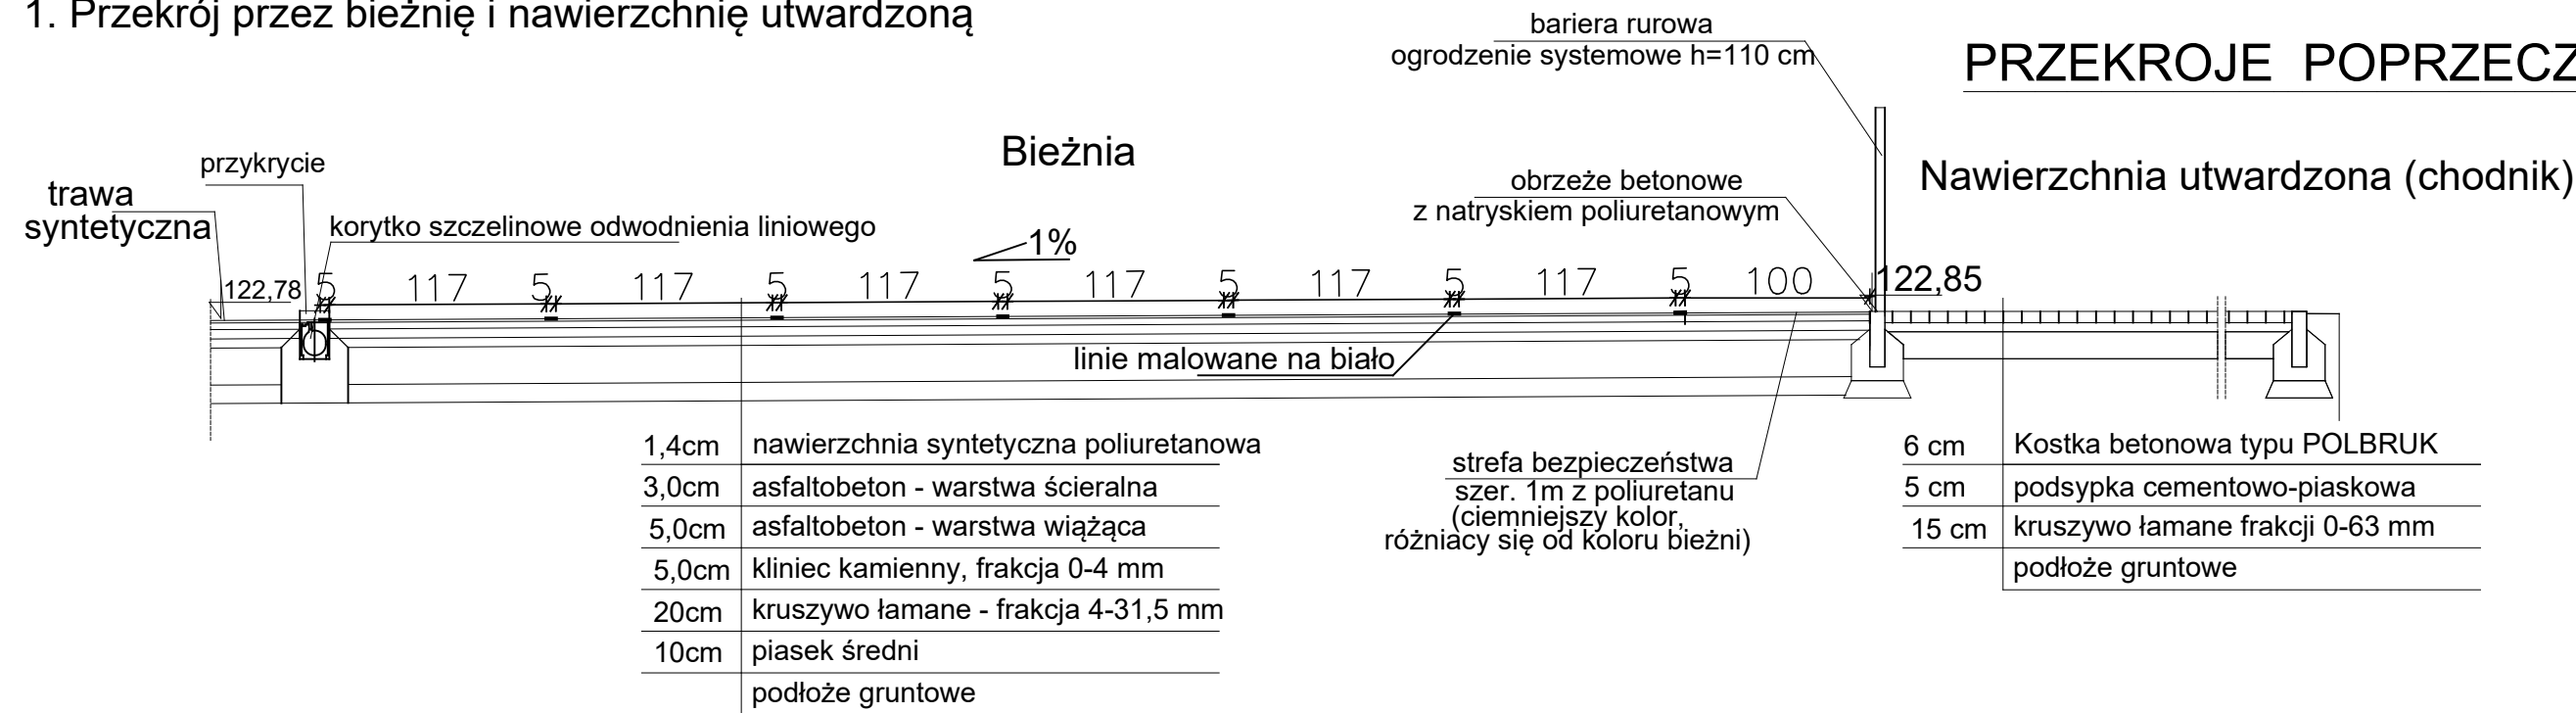 1. Przekrój przez bieżnię i nawierzchnię utwardzoną
bariera rurowa
ogrodzenie systemowe h=110 cm
PRZEKROJE POPRZECZ
Bieżnia
przykrycie
trawa
syntetyczna
korytko szczelinowe odwodnienia liniowego
obrzeże betonowe
z natryskiem poliuretanowym
Nawierzchnia utwardzona (chodnik)
1%
122,78 5 117 5 117 5 117 5 117 5 117 5 117 5 100 122,85
linie malowane na biało
1,4cm nawierzchnia syntetyczna poliuretanowa
3,0cm asfaltobeton - warstwa ścieralna
5,0cm asfaltobeton - warstwa wiążąca
5,0cm kliniec kamienny, frakcja 0-4 mm
20cm kruszywo łamane - frakcja 4-31,5 mm
10cm piasek średni
podłoże gruntowe
strefa bezpieczeństwa
szer. 1m z poliuretanu
(ciemniejszy kolor,
różniacy się od koloru bieżni)
6 cm Kostka betonowa typu POLBRUK
5 cm podsypka cementowo-piaskowa
15 cm kruszywo łamane frakcji 0-63 mm
podłoże gruntowe